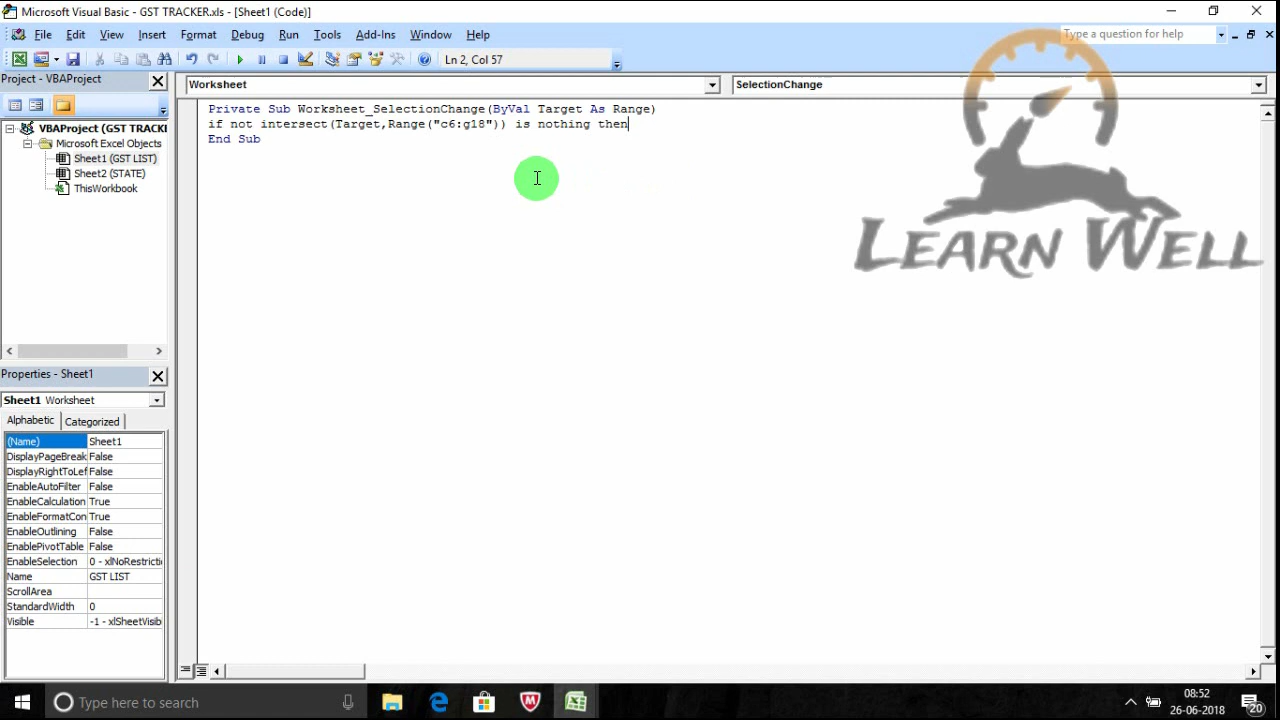 Microsoft Visual Basic - GST TRACKER.xls - [Sheet1 (Code)]
File Edit View Insert Format Debug Run Tools Add-Ins Window Help
Type a question for help
Ln 2, Col 57
Project - VBAProject
Worksheet
SelectionChange
VBAProject (GST TRACKI
Microsoft Excel Objects
Sheet1 (GST LIST)
Sheet2 (STATE)
ThisWorkbook
Private Sub Worksheet_SelectionChange(ByVal Target As Range)
if not intersect(Target,Range("c6:g18")) is nothing then
End Sub
LEARN WELL
Properties - Sheet1
Sheet1 Worksheet
Alphabetic Categorized
(Name) Sheet1
DisplayPageBreak False
DisplayRightToLef False
EnableAutoFilter False
EnableCalculation True
EnableFormatCon True
EnableOutlining False
EnablePivotTable False
EnableSelection 0 - xlNoRestricti
Name GST LIST
ScrollArea
StandardWidth 0
Visible -1 - xlSheetVisib
Type here to search
08:52
26-06-2018
20